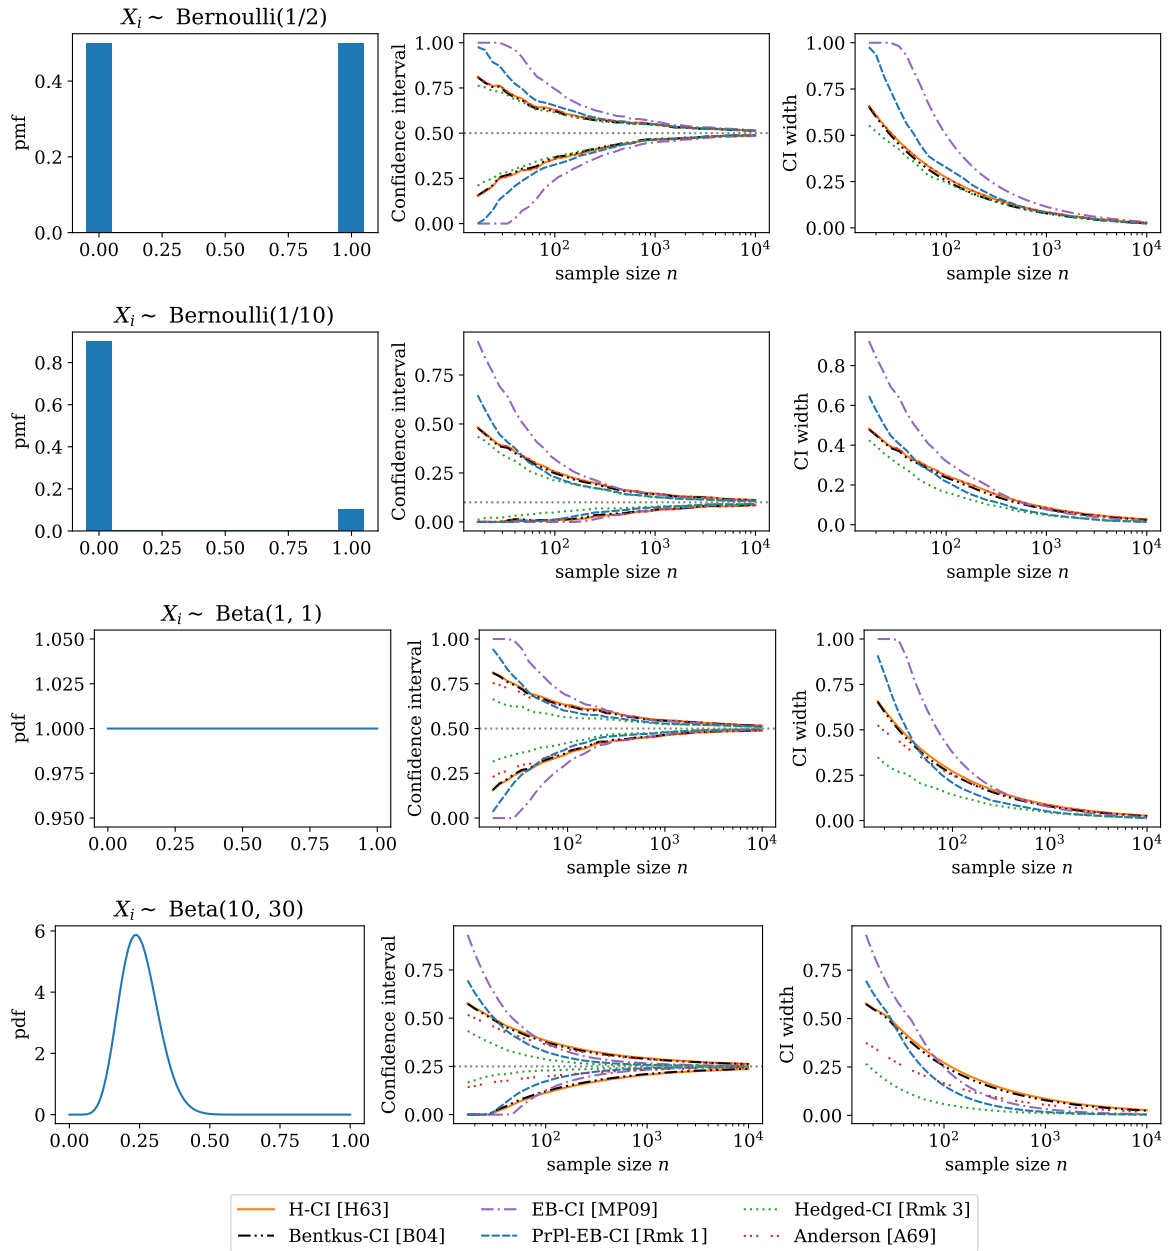 X_i ∼ Bernoulli(1/2)
pmf
0.4
0.2
0.0
0.00 0.25 0.50 0.75 1.00
Confidence interval
1.00
0.75
0.50
0.25
0.00
10² 10³ 10⁴
sample size n
CI width
1.00
0.75
0.50
0.25
0.00
10² 10³ 10⁴
sample size n
X_i ∼ Bernoulli(1/10)
pmf
0.8
0.6
0.4
0.2
0.0
0.00 0.25 0.50 0.75 1.00
Confidence interval
0.75
0.50
0.25
0.00
10² 10³ 10⁴
sample size n
CI width
0.8
0.6
0.4
0.2
0.0
10² 10³ 10⁴
sample size n
X_i ∼ Beta(1, 1)
pdf
1.050
1.025
1.000
0.975
0.950
0.00 0.25 0.50 0.75 1.00
Confidence interval
1.00
0.75
0.50
0.25
0.00
10² 10³ 10⁴
sample size n
CI width
1.00
0.75
0.50
0.25
0.00
10² 10³ 10⁴
sample size n
X_i ∼ Beta(10, 30)
pdf
6
4
2
0
0.00 0.25 0.50 0.75 1.00
Confidence interval
0.75
0.50
0.25
0.00
10² 10³ 10⁴
sample size n
CI width
0.75
0.50
0.25
0.00
10² 10³ 10⁴
sample size n
H-CI [H63] EB-CI [MP09] Hedged-CI [Rmk 3]
Bentkus-CI [B04] PrPl-EB-CI [Rmk 1] Anderson [A69]